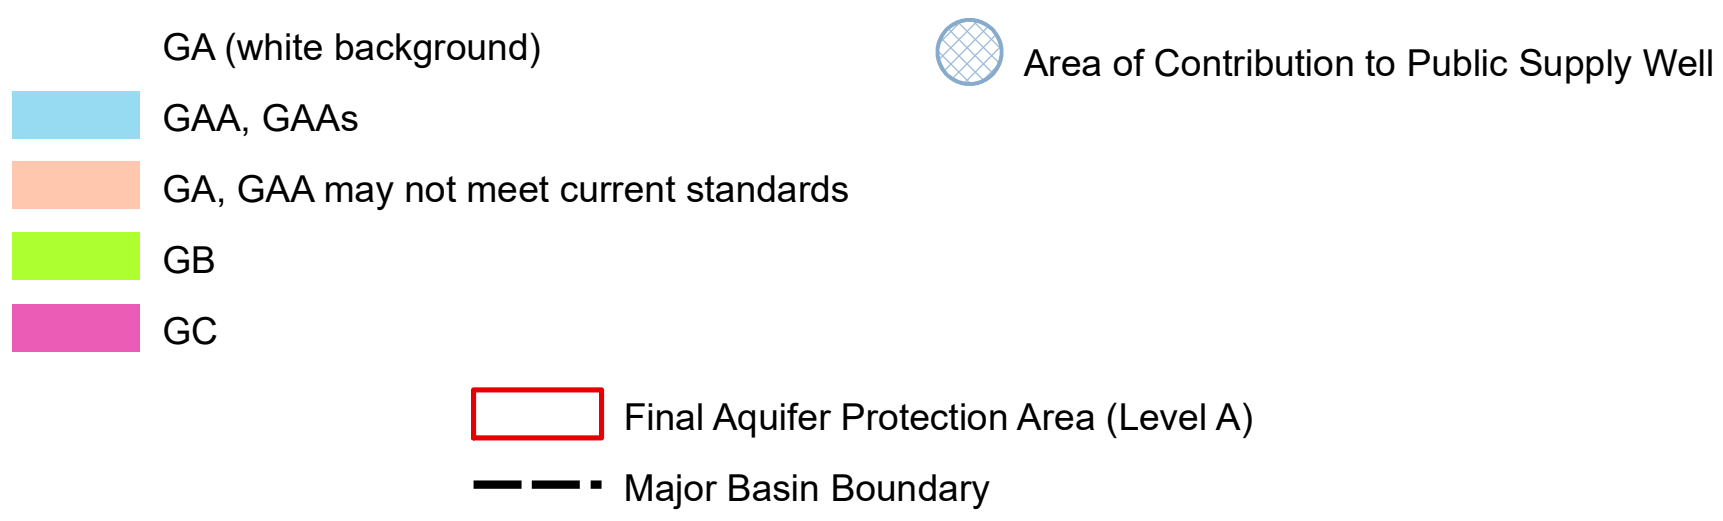 GA (white background)
Area of Contribution to Public Supply Well
GAA, GAAs
GA, GAA may not meet current standards
GB
GC
Final Aquifer Protection Area (Level A)
Major Basin Boundary